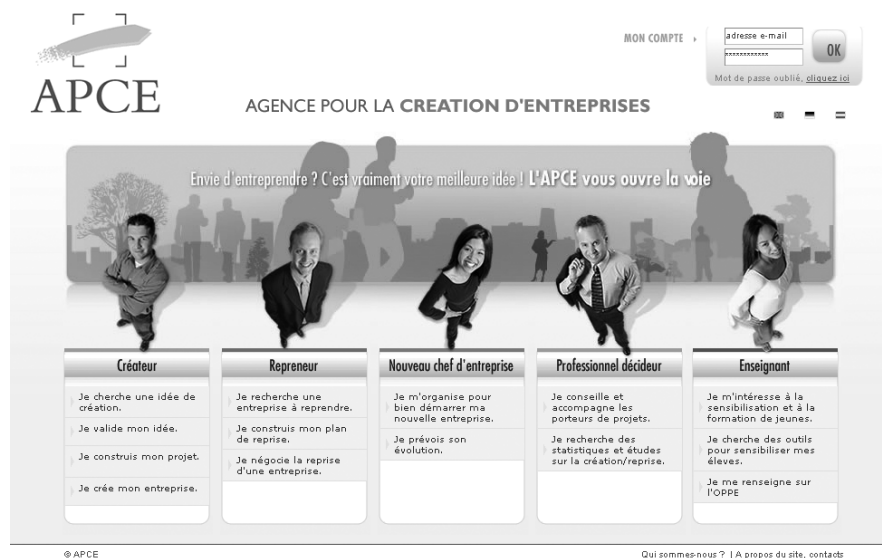 MON COMPTE
adresse e-mail
************
OK
Mot de passe oublié, cliquez ici
APCE
AGENCE POUR LA CREATION D'ENTREPRISES
Envie d'entreprendre ? C'est vraiment votre meilleure idée ! L'APCE vous ouvre la voie
Créateur
Je cherche une idée de
création.
Je valide mon idée.
Je construis mon projet.
Je crée mon entreprise.
Repreneur
Je recherche une
entreprise à reprendre.
Je construis mon plan
de reprise.
Je négocie la reprise
d'une entreprise.
Nouveau chef d'entreprise
Je m'organise pour
bien démarrer ma
nouvelle entreprise.
Je prévois son
évolution.
Professionnel décideur
Je conseille et
accompagne les
porteurs de projets.
Je recherche des
statistiques et études
sur la création/reprise.
Enseignant
Je m'intéresse à la
sensibilisation et à la
formation de jeunes.
Je cherche des outils
pour sensibiliser mes
éleves.
Je me renseigne sur
l'OPPE
© APCE
Qui sommes-nous ? | A propos du site, contacts